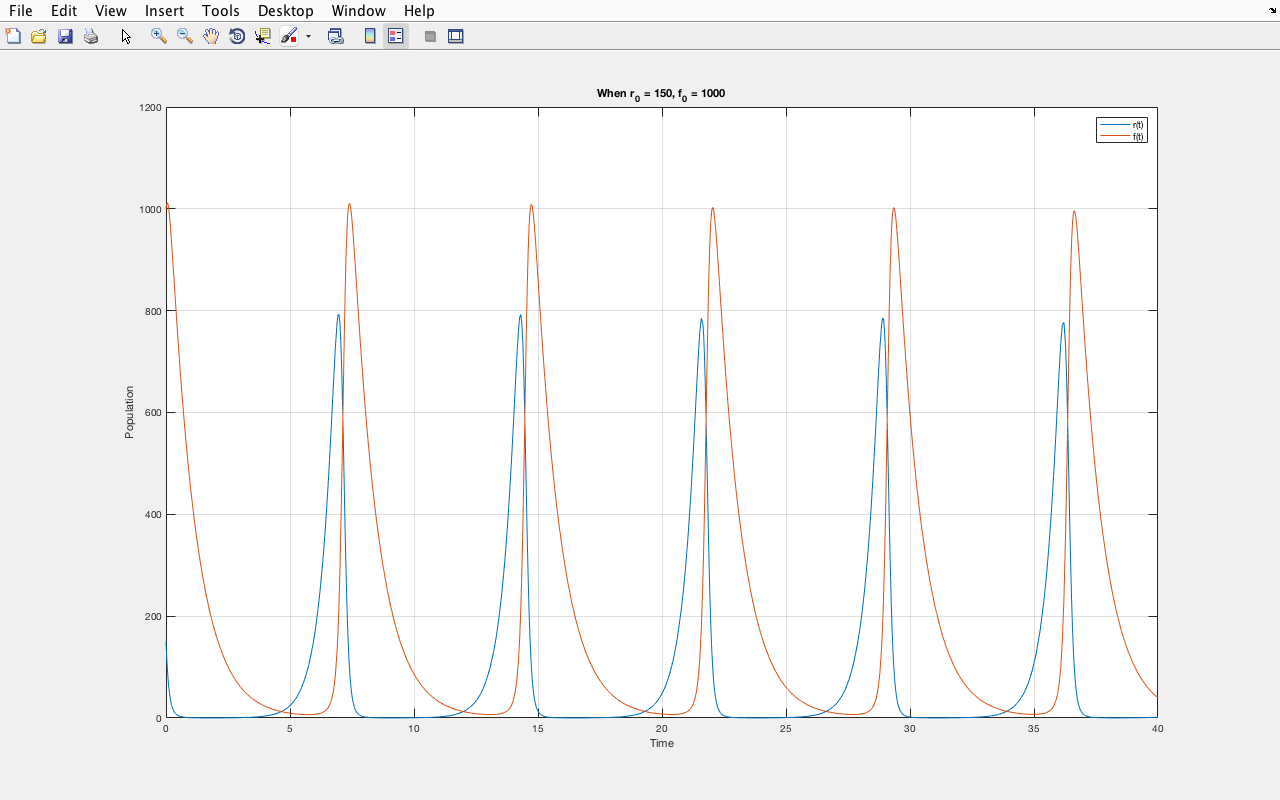 File Edit View Insert Tools Desktop Window Help
When r0 = 150, f0 = 1000
1200
1000
800
600
400
200
0
Population
r(t)
f(t)
0 5 10 15 20 25 30 35 40
Time